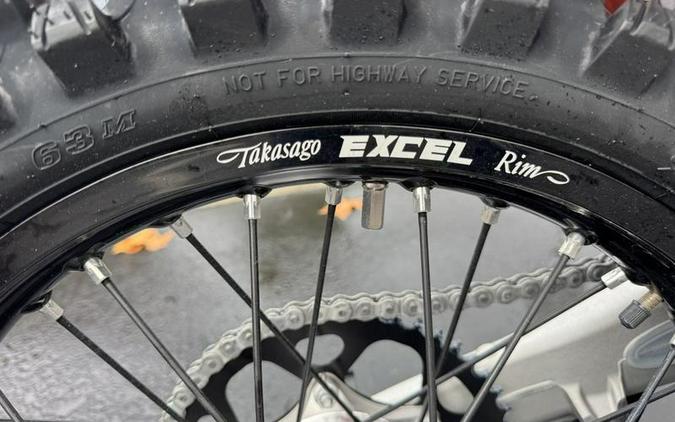 NOT FOR HIGHWAY SERVICE
63M
Takasago EXCEL Rim